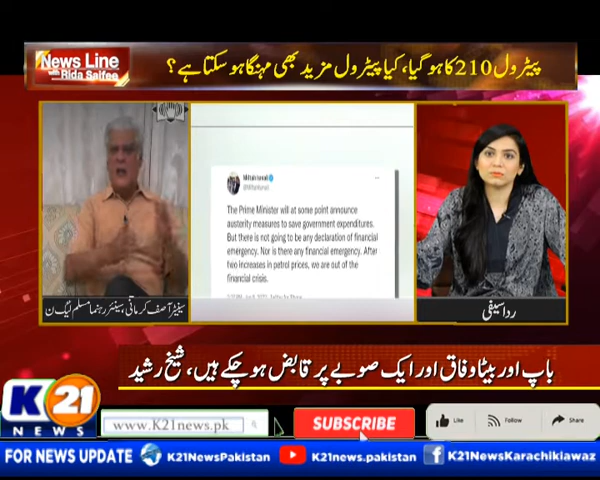 News Line
with
Rida Saifee
پیٹرول 210 کا ہو گیا، کیا پیٹرول مزید بھی مہنگا ہو سکتا ہے؟
Miftah Ismail
@MiftahIsmail
The Prime Minister will at some point announce
austerity measures to save government expenditures.
But there is not going to be any declaration of financial
emergency. Nor is there any financial emergency. After
two increases in petrol prices, we are out of the
financial crisis.
سینیٹر آصف کرمانی، سینئر رہنما مسلم لیگ ن
ردا سیفی
باپ اور بیٹا وفاق اور ایک صوبے پر قابض ہو چکے ہیں، شیخ رشید
K21
NEWS
www.K21news.pk
SUBSCRIBE
Like
Follow
Share
FOR NEWS UPDATE
K21NewsPakistan
K21news.pakistan
K21NewsKarachikiawaz